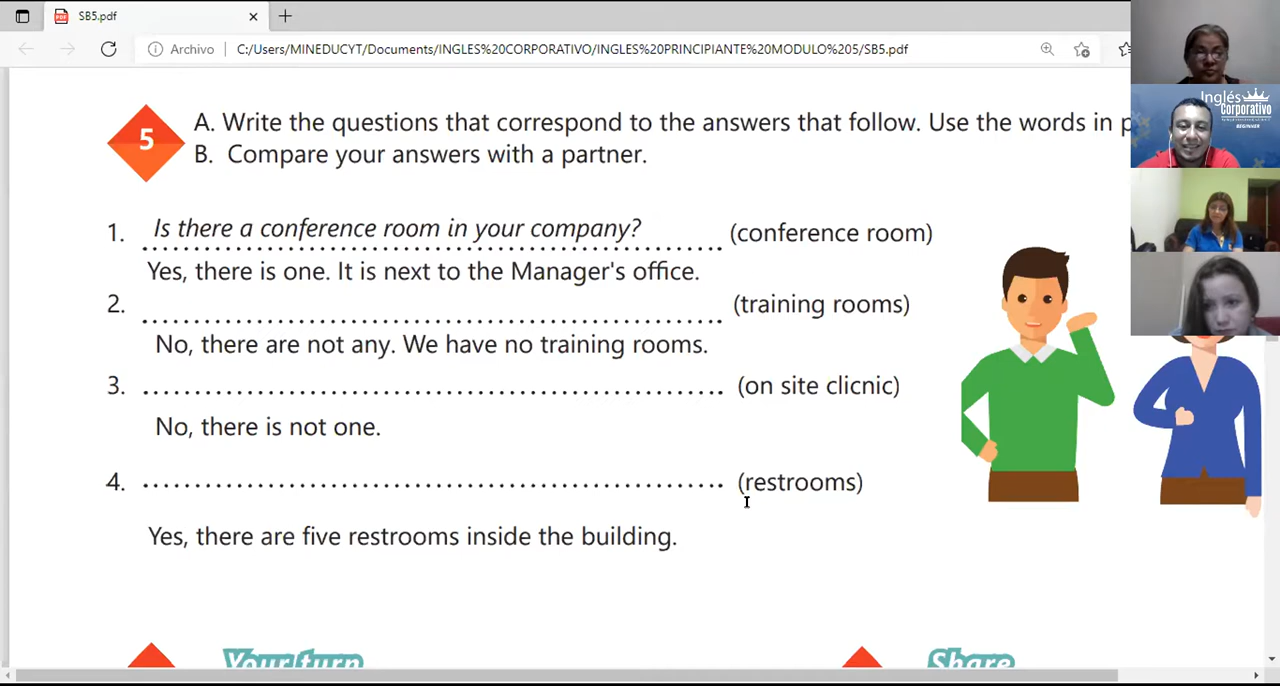 SB5.pdf
Archivo
C:/Users/MINEDUCYT/Documents/INGLES%20CORPORATIVO/INGLES%20PRINCIPIANTE%20MODULO%205/SB5.pdf
Inglés
Corporativo
BEGINNER
5
A. Write the questions that correspond to the answers that follow. Use the words in p
B. Compare your answers with a partner.
1. Is there a conference room in your company? (conference room)
Yes, there is one. It is next to the Manager's office.
2. (training rooms)
No, there are not any. We have no training rooms.
3. (on site clicnic)
No, there is not one.
4. (restrooms)
Yes, there are five restrooms inside the building.
Your turn
Share